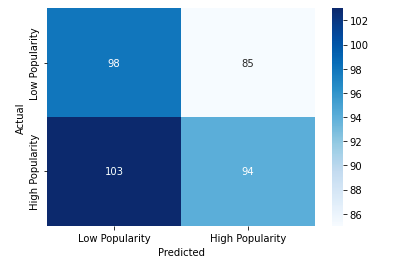 Actual
Low Popularity
High Popularity
98
85
103
94
Low Popularity
High Popularity
Predicted
102
100
98
96
94
92
90
88
86